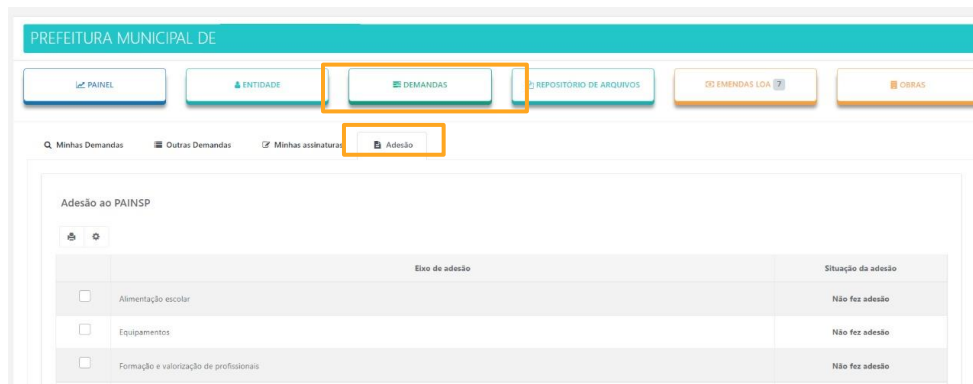 PREFEITURA MUNICIPAL DE
PAINEL ENTIDADE DEMANDAS REPOSITÓRIO DE ARQUIVOS EMENDAS LOA ? OBRAS
Minhas Demandas Outras Demandas Minhas assinaturas Adesão
Adesão ao PAINSP
Eixo de adesão Situação da adesão
Alimentação escolar Não fez adesão
Equipamentos Não fez adesão
Formação e valorização de profissionais Não fez adesão